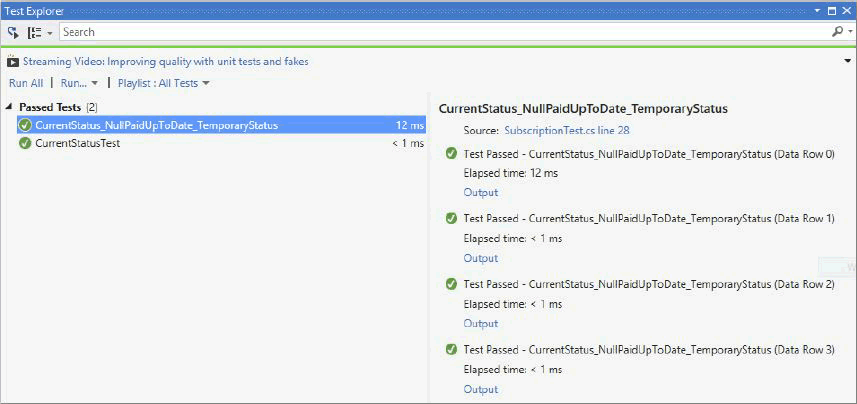 Test Explorer
Search
Streaming Video: Improving quality with unit tests and fakes
Run All | Run... | Playlist : All Tests
Passed Tests (2)
CurrentStatus_NullPaidUpToDate_TemporaryStatus 12 ms
CurrentStatusTest < 1 ms
CurrentStatus_NullPaidUpToDate_TemporaryStatus
Source: SubscriptionTest.cs line 28
Test Passed - CurrentStatus_NullPaidUpToDate_TemporaryStatus (Data Row 0)
Elapsed time: 12 ms
Output
Test Passed - CurrentStatus_NullPaidUpToDate_TemporaryStatus (Data Row 1)
Elapsed time: < 1 ms
Output
Test Passed - CurrentStatus_NullPaidUpToDate_TemporaryStatus (Data Row 2)
Elapsed time: < 1 ms
Output
Test Passed - CurrentStatus_NullPaidUpToDate_TemporaryStatus (Data Row 3)
Elapsed time: < 1 ms
Output